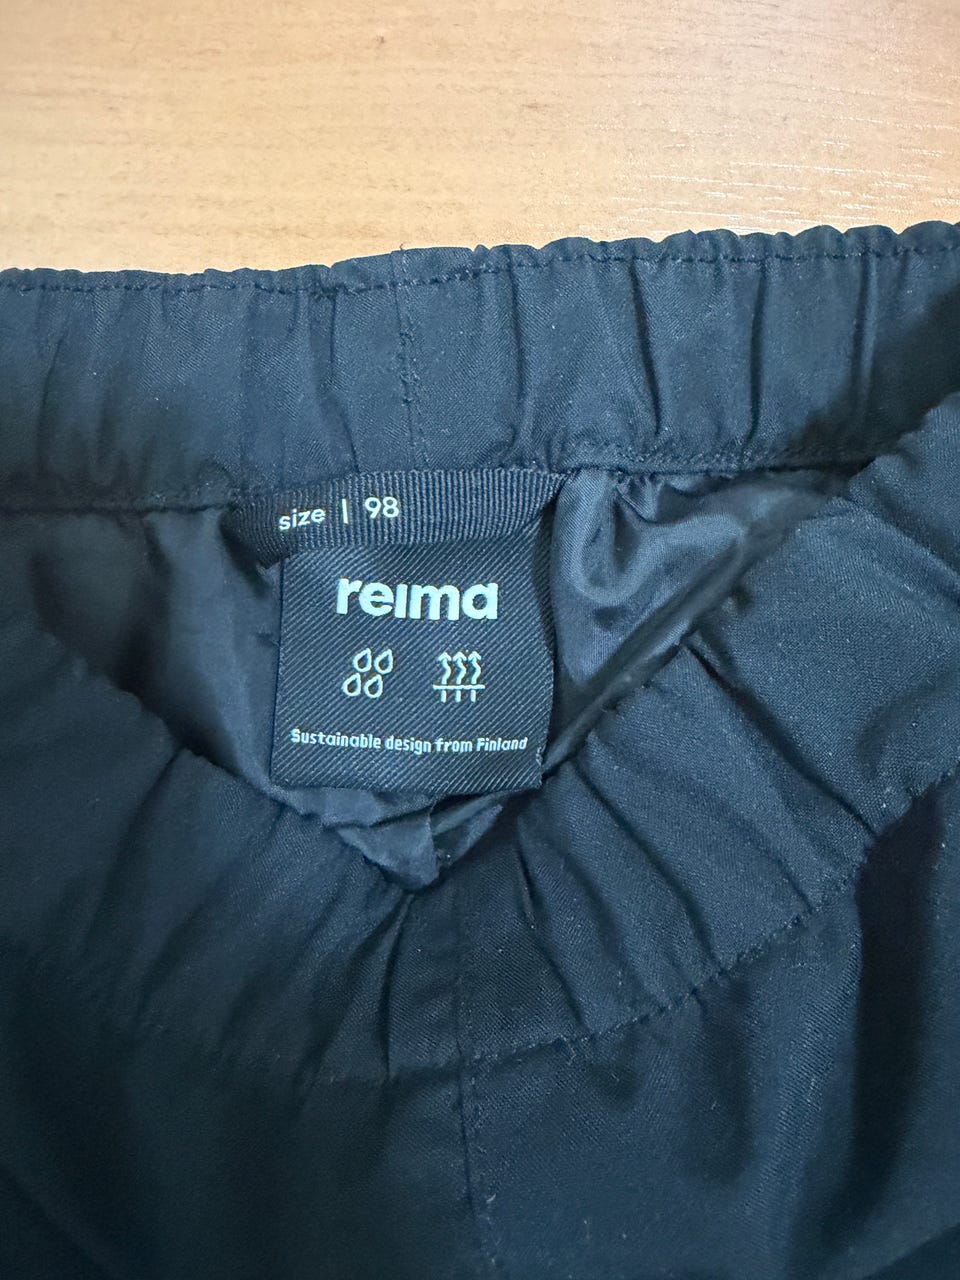 size | 98
reima
Sustainable design from Finland